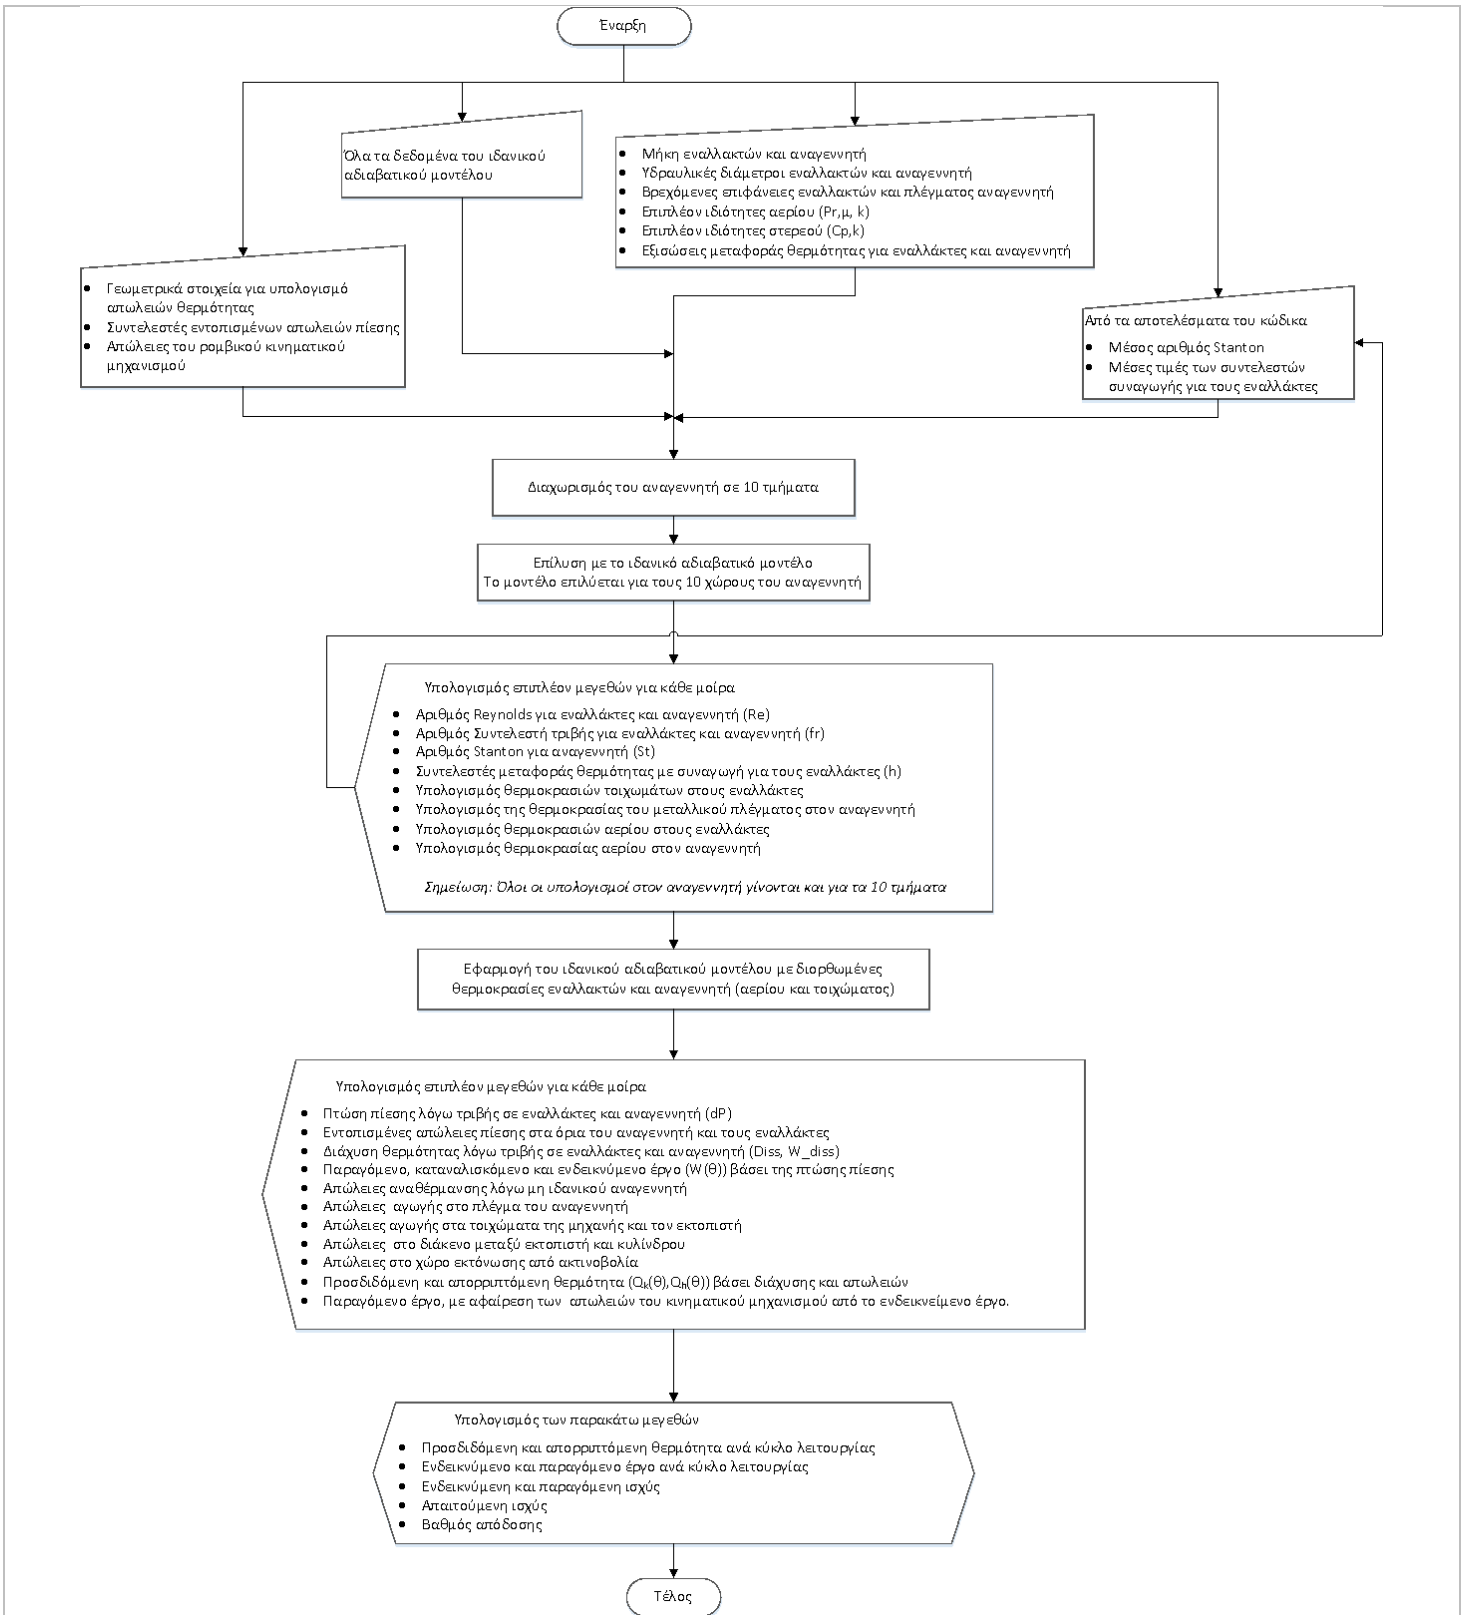 Έναρξη
Όλα τα δεδομένα του ιδανικού
αδιαβατικού μοντέλου
• Μήκη εναλλακτών και αναγεννητή
• Υδραυλικές διάμετροι εναλλακτών και αναγεννητή
• Βρεχόμενες επιφάνειες εναλλακτών και πλέγματος αναγεννητή
• Επιπλέον ιδιότητες αερίου (Pr,μ, k)
• Επιπλέον ιδιότητες στερεού (Cp,k)
• Εξισώσεις μεταφοράς θερμότητας για εναλλάκτες και αναγεννητή
• Γεωμετρικά στοιχεία για υπολογισμό
απωλειών θερμότητας
• Συντελεστές εντοπισμένων απωλειών πίεσης
• Απώλειες του ρομβικού κινηματικού
μηχανισμού
Από τα αποτελέσματα του κώδικα
• Μέσος αριθμός Stanton
• Μέσες τιμές των συντελεστών
συναγωγής για τους εναλλάκτες
Διαχωρισμός του αναγεννητή σε 10 τμήματα
Επίλυση με το ιδανικό αδιαβατικό μοντέλο
Το μοντέλο επιλύεται για τους 10 χώρους του αναγεννητή
Υπολογισμός επιπλέον μεγεθών για κάθε μοίρα
• Αριθμός Reynolds για εναλλάκτες και αναγεννητή (Re)
• Αριθμός Συντελεστή τριβής για εναλλάκτες και αναγεννητή (fr)
• Αριθμός Stanton για αναγεννητή (St)
• Συντελεστές μεταφοράς θερμότητας με συναγωγή για τους εναλλάκτες (h)
• Υπολογισμός θερμοκρασιών τοιχωμάτων στους εναλλάκτες
• Υπολογισμός της θερμοκρασίας του μεταλλικού πλέγματος στον αναγεννητή
• Υπολογισμός θερμοκρασιών αερίου στους εναλλάκτες
• Υπολογισμός θερμοκρασίας αερίου στον αναγεννητή
Σημείωση: Όλοι οι υπολογισμοί στον αναγεννητή γίνονται και για τα 10 τμήματα
Εφαρμογή του ιδανικού αδιαβατικού μοντέλου με διορθωμένες
θερμοκρασίες εναλλακτών και αναγεννητή (αερίου και τοιχώματος)
Υπολογισμός επιπλέον μεγεθών για κάθε μοίρα
• Πτώση πίεσης λόγω τριβής σε εναλλάκτες και αναγεννητή (dP)
• Εντοπισμένες απώλειες πίεσης στα όρια του αναγεννητή και τους εναλλάκτες
• Διάχυση θερμότητας λόγω τριβής σε εναλλάκτες και αναγεννητή (Diss, W_diss)
• Παραγόμενο, καταναλισκόμενο και ενδεικνύμενο έργο (W(θ)) βάσει της πτώσης πίεσης
• Απώλειες αναθέρμανσης λόγω μη ιδανικού αναγεννητή
• Απώλειες αγωγής στο πλέγμα του αναγεννητή
• Απώλειες αγωγής στα τοιχώματα της μηχανής και τον εκτοπιστή
• Απώλειες στο διάκενο μεταξύ εκτοπιστή και κυλίνδρου
• Απώλειες στο χώρο εκτόνωσης από ακτινοβολία
• Προσδιδόμενη και απορριπτόμενη θερμότητα (Qₖ(θ),Qₕ(θ)) βάσει διάχυσης και απωλειών
• Παραγόμενο έργο, με αφαίρεση των απωλειών του κινηματικού μηχανισμού από το ενδεικνείμενο έργο.
Υπολογισμός των παρακάτω μεγεθών
• Προσδιδόμενη και απορριπτόμενη θερμότητα ανά κύκλο λειτουργίας
• Ενδεικνύμενο και παραγόμενο έργο ανά κύκλο λειτουργίας
• Ενδεικνύμενη και παραγόμενη ισχύς
• Απαιτούμενη ισχύς
• Βαθμός απόδοσης
Τέλος